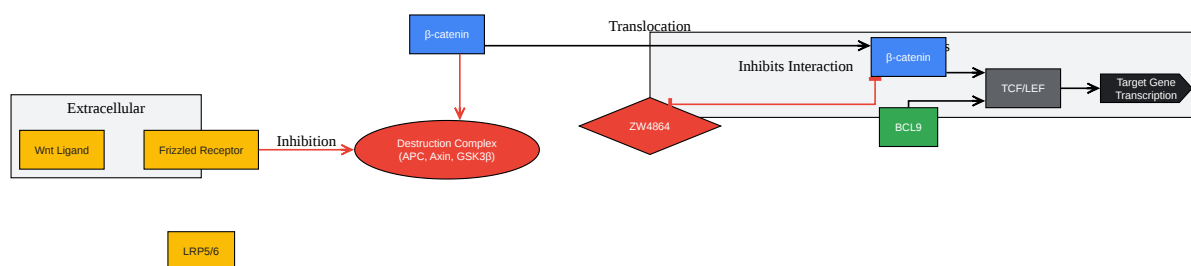 Extracellular
Wnt Ligand
Frizzled Receptor
LRP5/6
Inhibition
β-catenin
Destruction Complex
(APC, Axin, GSK3β)
Translocation
Inhibits Interaction
ZW4864
β-catenin
BCL9
TCF/LEF
Target Gene
Transcription